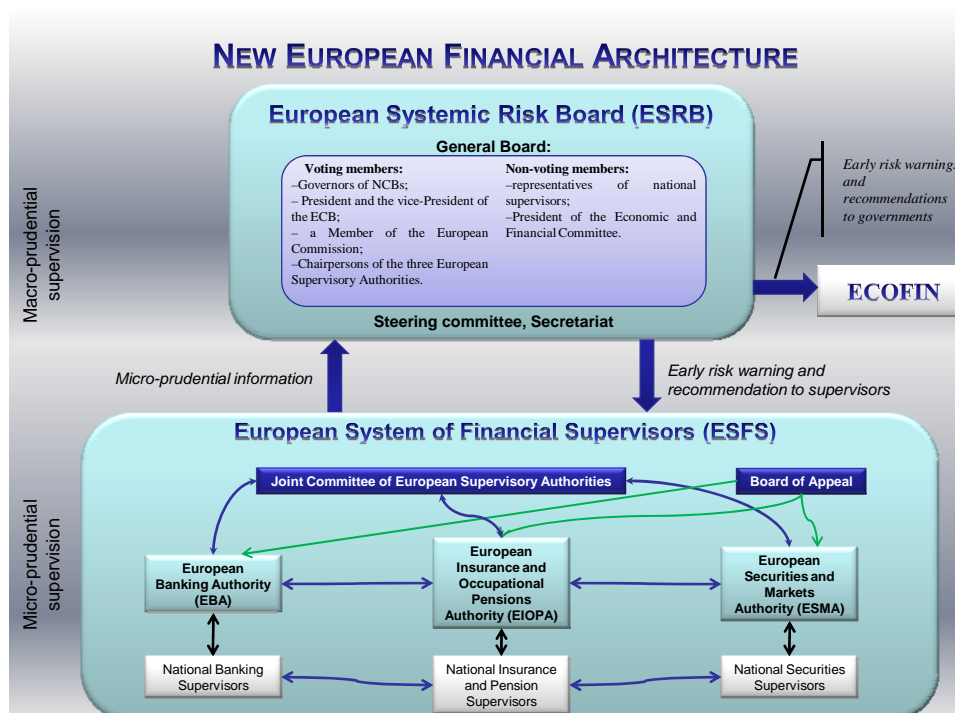 NEW EUROPEAN FINANCIAL ARCHITECTURE
European Systemic Risk Board (ESRB)
General Board:
Voting members:
–Governors of NCBs;
– President and the vice-President of
the ECB;
– a Member of the European
Commission;
–Chairpersons of the three European
Supervisory Authorities.
Non-voting members:
–representatives of national
supervisors;
–President of the Economic and
Financial Committee.
Steering committee, Secretariat
Early risk warning
and
recommendations
to governments
ECOFIN
Macro-prudential
supervision
Micro-prudential information
Early risk warning and
recommendation to supervisors
European System of Financial Supervisors (ESFS)
Joint Committee of European Supervisory Authorities
Board of Appeal
European
Banking Authority
(EBA)
European
Insurance and
Occupational
Pensions
Authority (EIOPA)
European
Securities and
Markets
Authority (ESMA)
National Banking
Supervisors
National Insurance
and Pension
Supervisors
National Securities
Supervisors
Micro-prudential
supervision